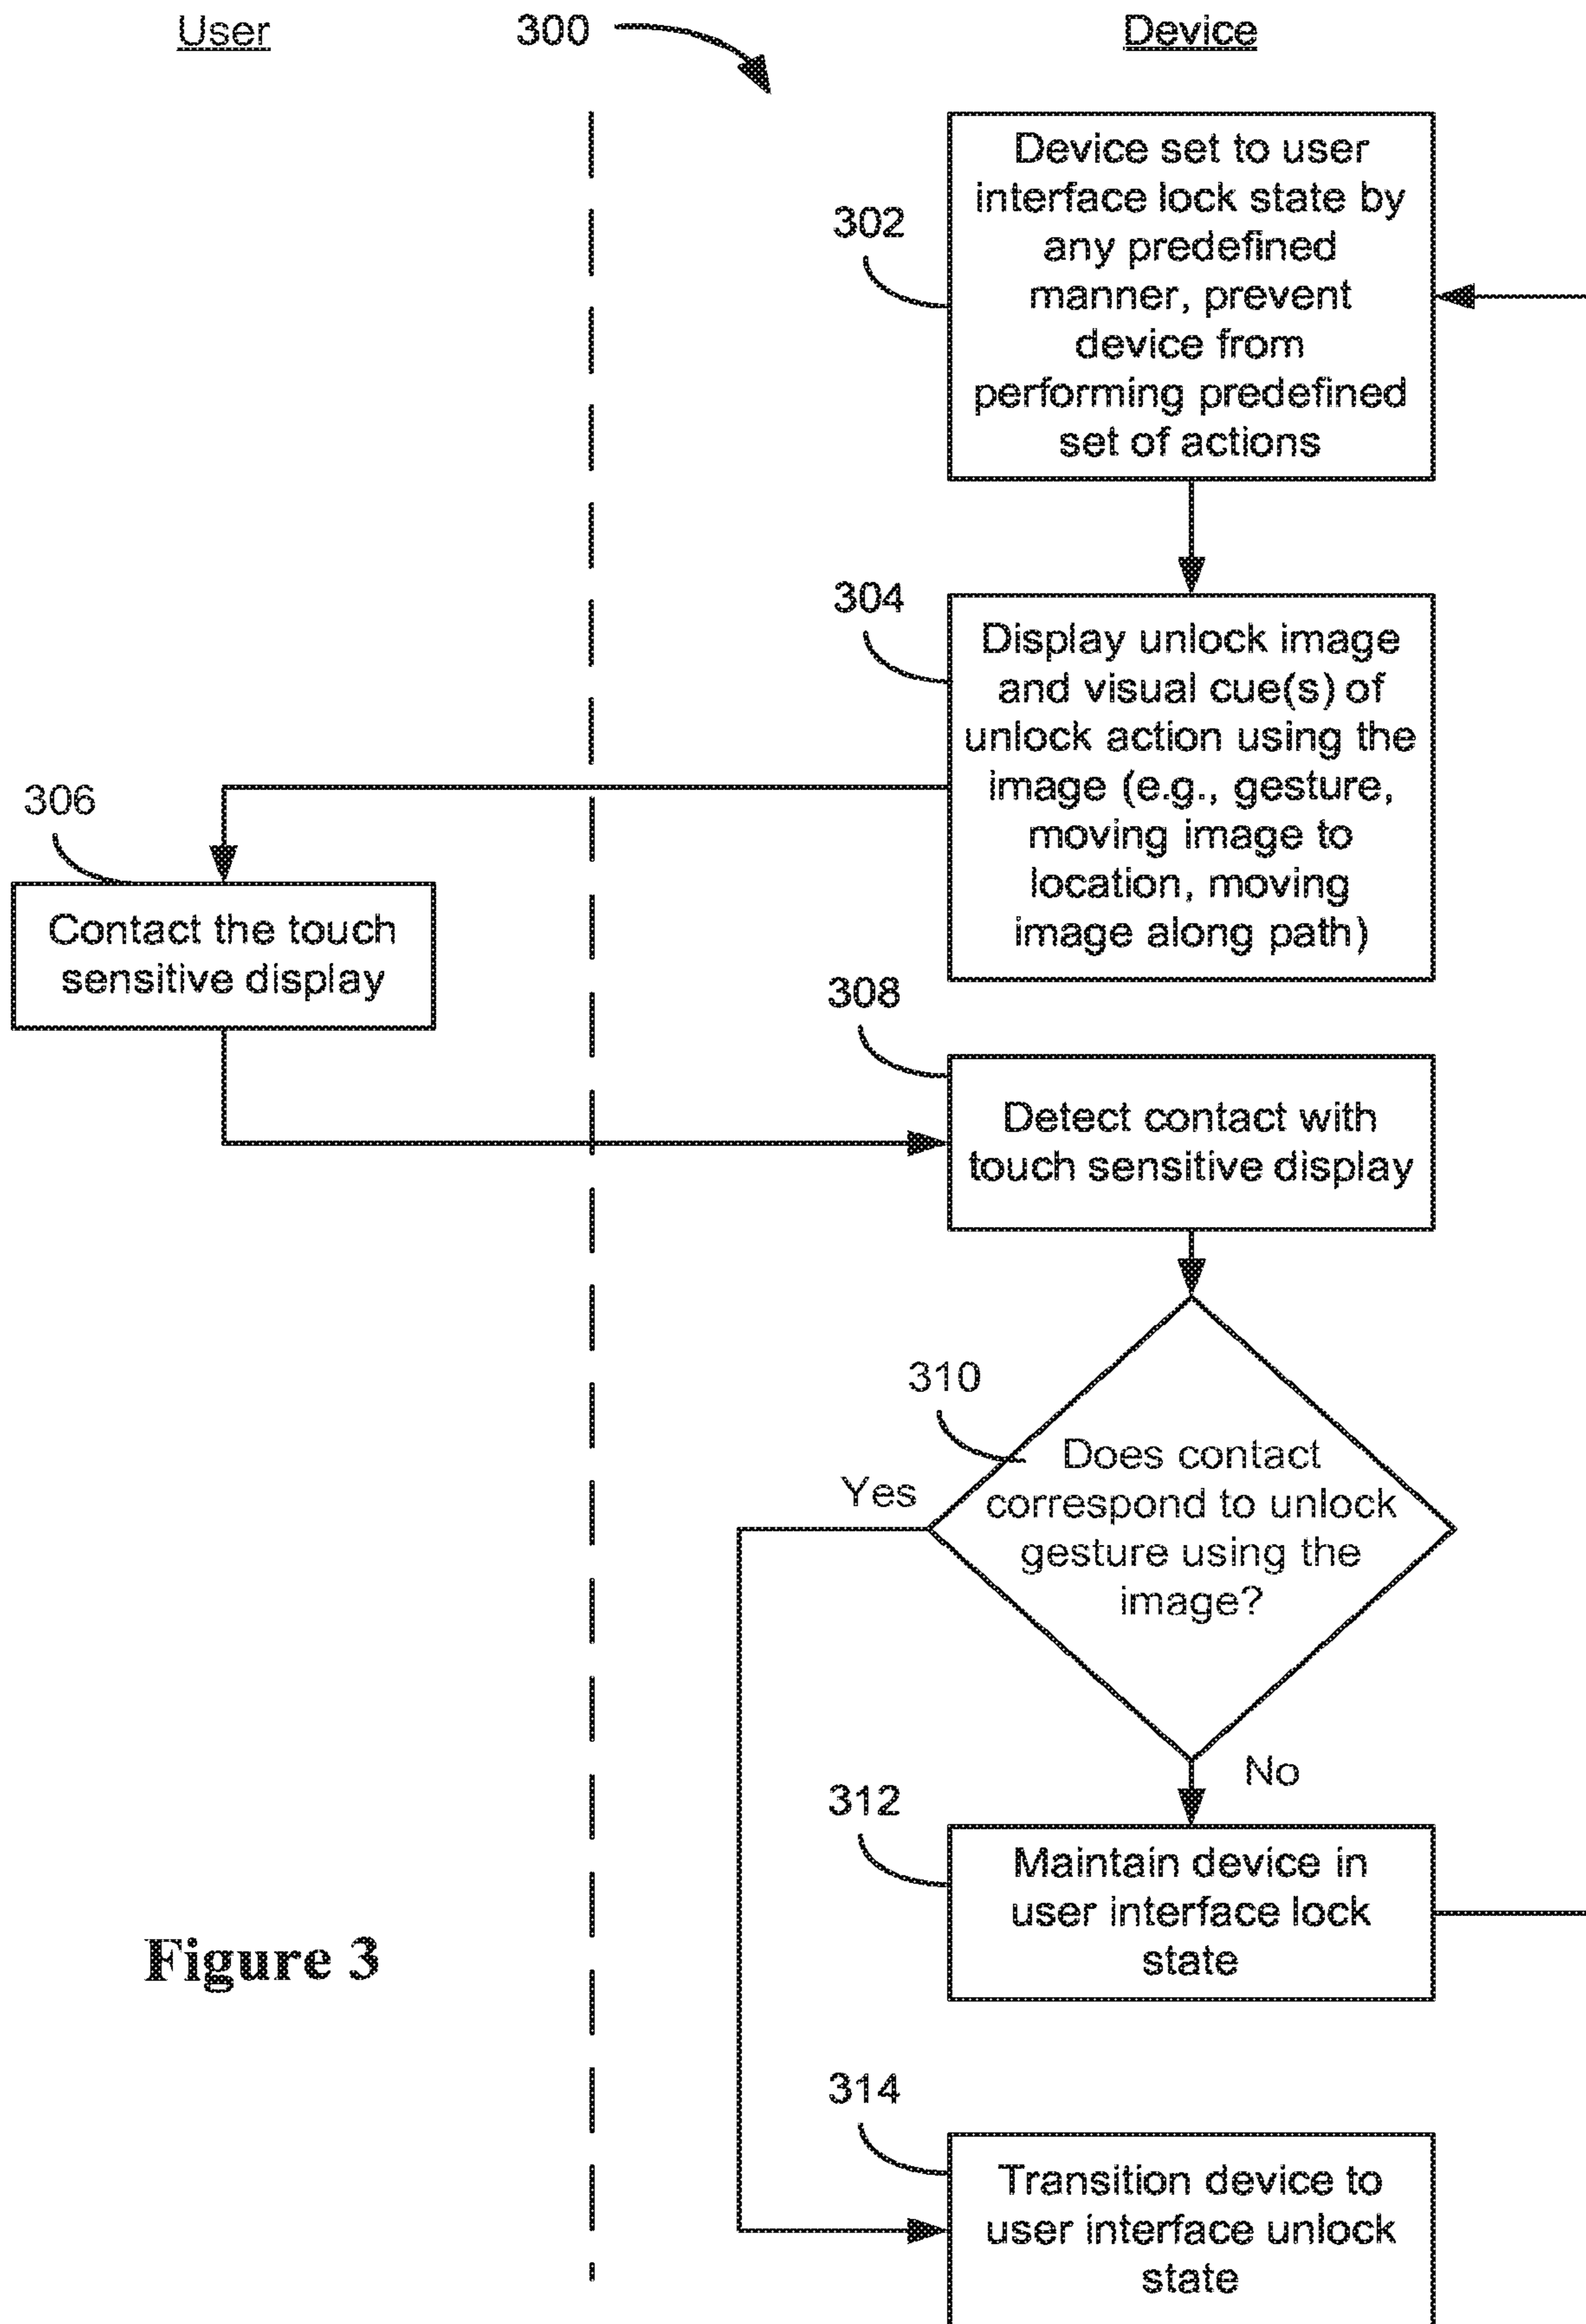 User
300
Device
302
Device set to user
interface lock state by
any predefined
manner, prevent
device from
performing predefined
set of actions
304
Display unlock image
and visual cue(s) of
unlock action using the
image (e.g., gesture,
moving image to
location, moving
image along path)
306
Contact the touch
sensitive display
308
Detect contact with
touch sensitive display
310
Does contact
correspond to unlock
gesture using the
image?
Yes
No
312
Maintain device in
user interface lock
state
Figure 3
314
Transition device to
user interface unlock
state